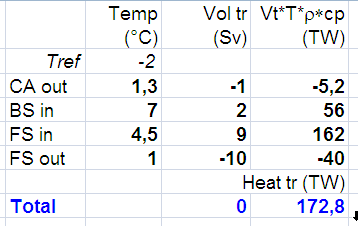 Temp Vol tr Vt*T*ρ*cp
(°C) (Sv) (TW)
Tref -2
CA out 1,3 -1 -5,2
BS in 7 2 56
FS in 4,5 9 162
FS out 1 -10 -40
Heat tr (TW)
Total 0 172,8